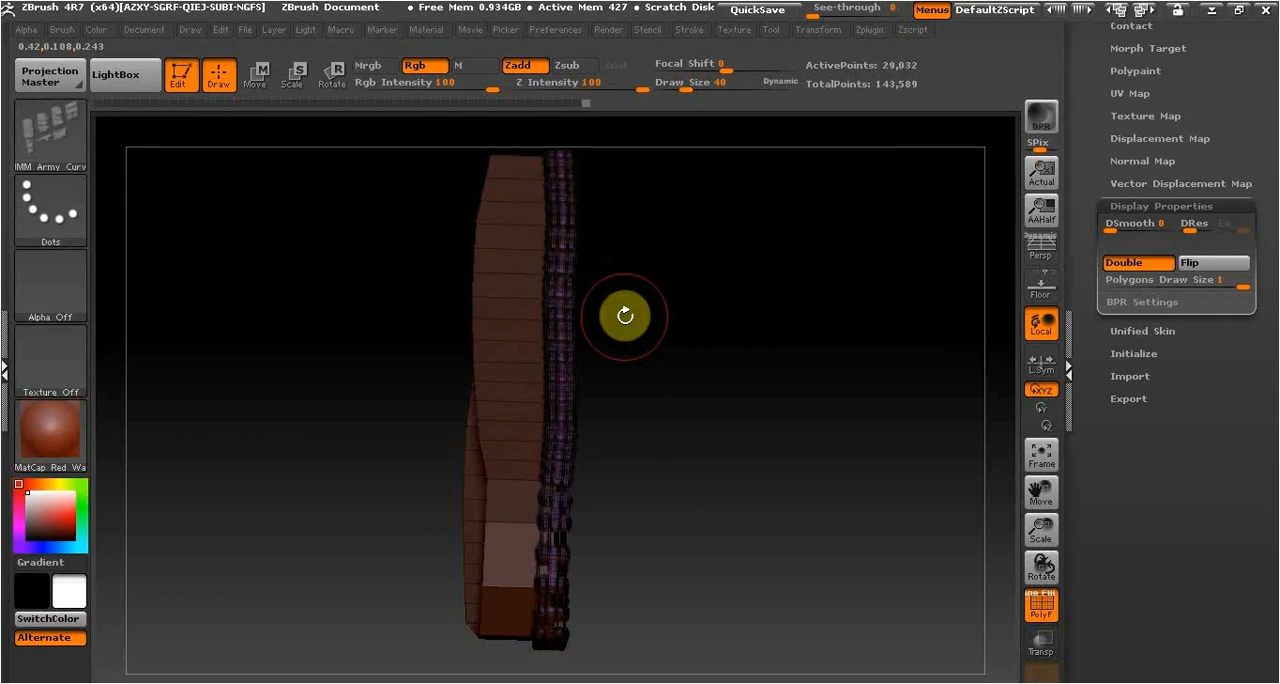 ZBrush 4R7 (x64)[AZXY-SGRF-QIEJ-SUBI-NGFS] ZBrush Document • Free Mem 0.934GB • Active Mem 427 • Scratch Disk QuickSave See-through 0 Menus DefaultZScript
Alpha Brush Color Document Draw Edit File Layer Light Macro Marker Material Movie Picker Preferences Render Stencil Stroke Texture Tool Transform Zplugin Zscript
0.42,0.108,0.243
Projection
Master
LightBox
Edit
Draw
Move
Scale
Rotate
Mrgb Rgb M
Rgb Intensity 100
Zadd Zsub Zcut
Z Intensity 100
Focal Shift 0
Draw Size 40
Dynamic
ActivePoints: 29,032
TotalPoints: 143,589
IMM Army Curv
Dots
Alpha Off
Texture Off
MatCap Red Wa
Gradient
SwitchColor
Alternate
BPR
SPix
Actual
AAHalf
Dynamic
Persp
Floor
Local
L.Sym
XYZ
Frame
Move
Scale
Rotate
PolyF
Transp
Contact
Morph Target
Polypaint
UV Map
Texture Map
Displacement Map
Normal Map
Vector Displacement Map
Display Properties
DSmooth 0 DRes
Double Flip
Polygons Draw Size 1
BPR Settings
Unified Skin
Initialize
Import
Export